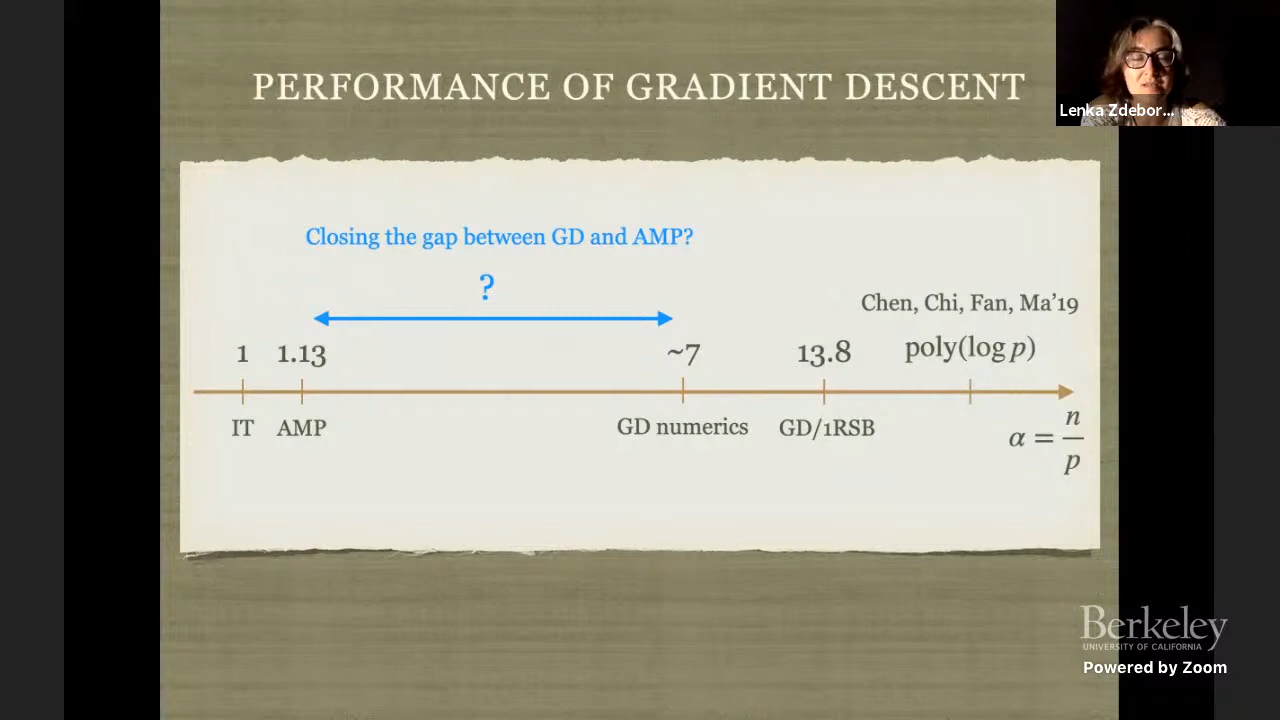 PERFORMANCE OF GRADIENT DESCENT
Lenka Zdebor...
Closing the gap between GD and AMP?
?
Chen, Chi, Fan, Ma'19
1 1.13 ~7 13.8 poly(log p)
IT AMP GD numerics GD/1RSB
α = n/p
Berkeley
UNIVERSITY OF CALIFORNIA
Powered by Zoom